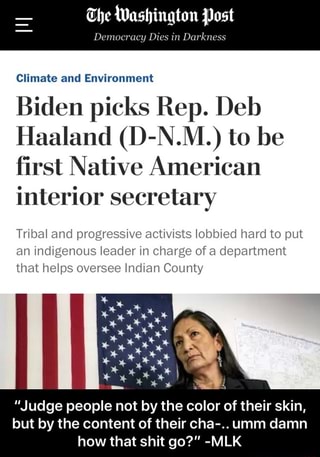 The Washington Post
Democracy Dies in Darkness
Climate and Environment
Biden picks Rep. Deb
Haaland (D-N.M.) to be
first Native American
interior secretary
Tribal and progressive activists lobbied hard to put
an indigenous leader in charge of a department
that helps oversee Indian County
“Judge people not by the color of their skin,
but by the content of their cha-.. umm damn
how that shit go?” -MLK